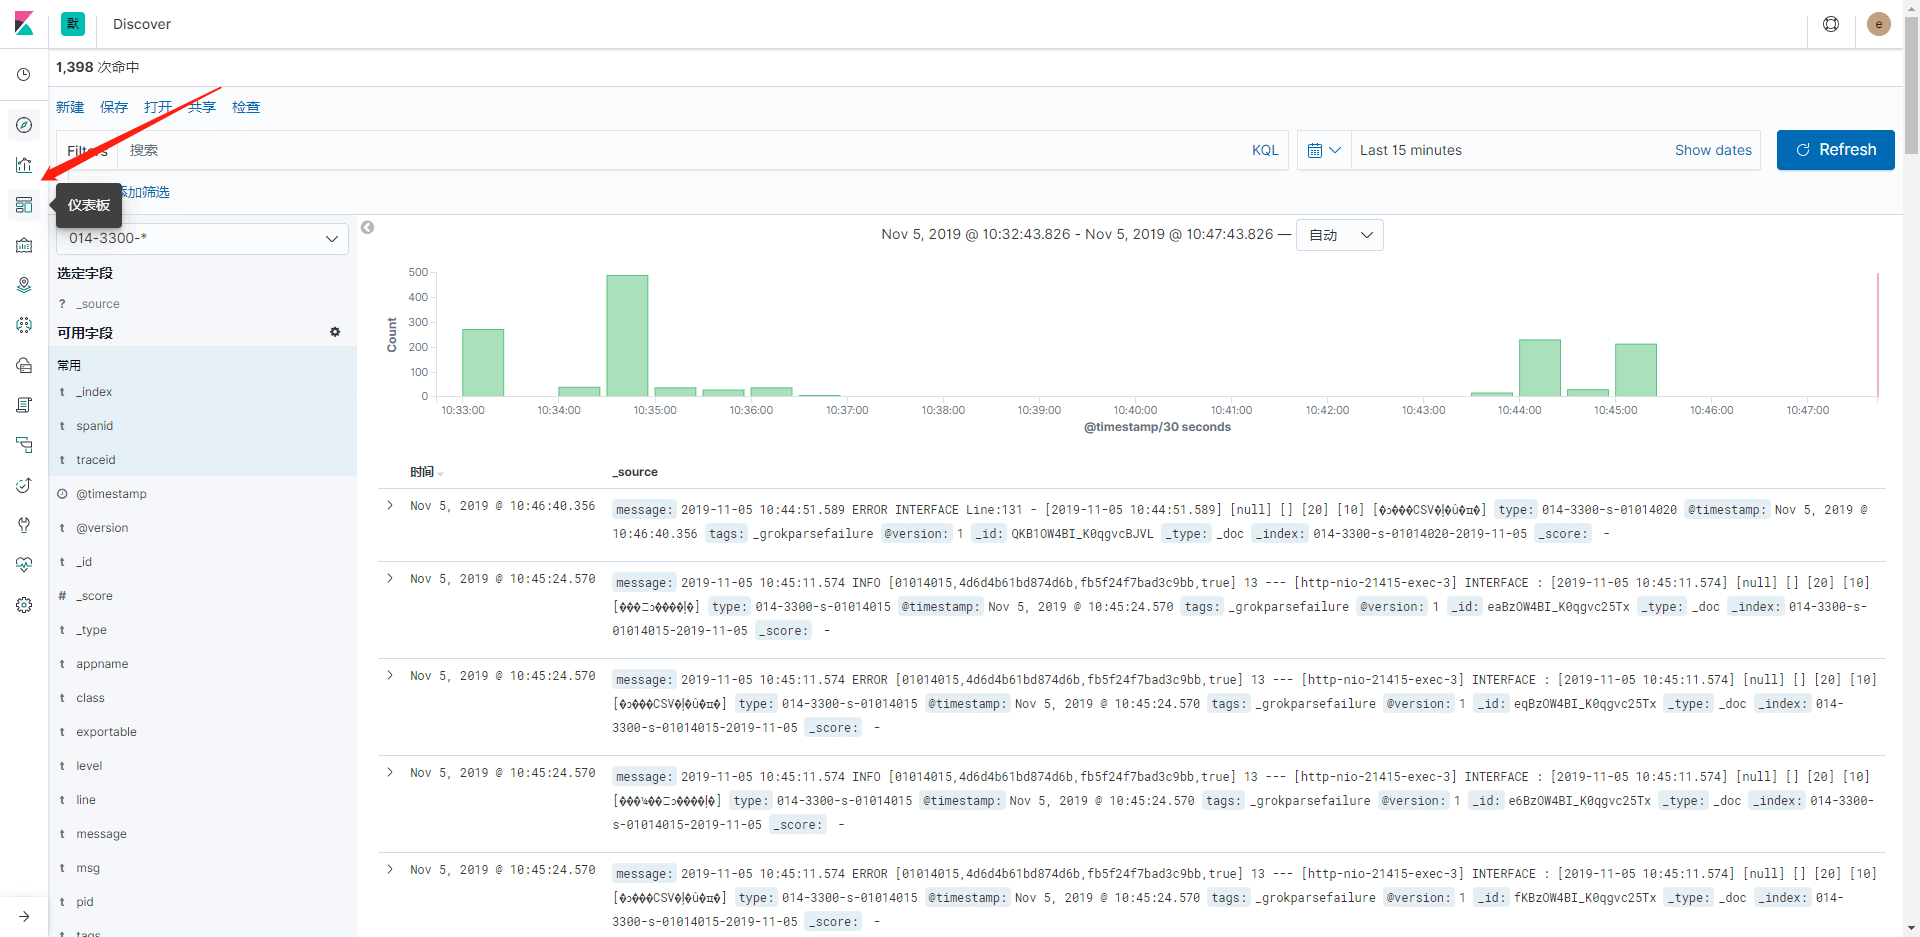 默 Discover e
1,398 次命中
新建 保存 打开 共享 检查
Filters 搜索 KQL Last 15 minutes Show dates Refresh
仪表板 添加筛选
014-3300-*
Nov 5, 2019 @ 10:32:43.826 - Nov 5, 2019 @ 10:47:43.826 — 自动
选定字段
? _source
可用字段
常用
t _index
t spanid
t traceid
@timestamp
t @version
t _id
# _score
t _type
t appname
t class
t exportable
t level
t line
t message
t msg
t pid
t tags
Count
500
400
300
200
100
0
10:33:00 10:34:00 10:35:00 10:36:00 10:37:00 10:38:00 10:39:00 10:40:00 10:41:00 10:42:00 10:43:00 10:44:00 10:45:00 10:46:00 10:47:00
@timestamp/30 seconds
时间 _source
Nov 5, 2019 @ 10:46:40.356 message: 2019-11-05 10:44:51.589 ERROR INTERFACE Line:131 - [2019-11-05 10:44:51.589] [null] [] [20] [10] type: 014-3300-s-01014020 @timestamp: Nov 5, 2019 @
10:46:40.356 tags: _grokparsefailure @version: 1 _id: QKB1OW4BI_K0qgvcBJVL _type: _doc _index: 014-3300-s-01014020-2019-11-05 _score: -
Nov 5, 2019 @ 10:45:24.570 message: 2019-11-05 10:45:11.574 INFO [01014015,4d6d4b61bd874d6b,fb5f24f7bad3c9bb,true] 13 --- [http-nio-21415-exec-3] INTERFACE : [2019-11-05 10:45:11.574] [null] [] [20] [10]
type: 014-3300-s-01014015 @timestamp: Nov 5, 2019 @ 10:45:24.570 tags: _grokparsefailure @version: 1 _id: eaBzOW4BI_K0qgvc25Tx _type: _doc _index: 014-3300-s-
01014015-2019-11-05 _score: -
Nov 5, 2019 @ 10:45:24.570 message: 2019-11-05 10:45:11.574 ERROR [01014015,4d6d4b61bd874d6b,fb5f24f7bad3c9bb,true] 13 --- [http-nio-21415-exec-3] INTERFACE : [2019-11-05 10:45:11.574] [null] [] [20] [10]
type: 014-3300-s-01014015 @timestamp: Nov 5, 2019 @ 10:45:24.570 tags: _grokparsefailure @version: 1 _id: eqBzOW4BI_K0qgvc25Tx _type: _doc _index: 014-
3300-s-01014015-2019-11-05 _score: -
Nov 5, 2019 @ 10:45:24.570 message: 2019-11-05 10:45:11.574 INFO [01014015,4d6d4b61bd874d6b,fb5f24f7bad3c9bb,true] 13 --- [http-nio-21415-exec-3] INTERFACE : [2019-11-05 10:45:11.574] [null] [] [20] [10]
type: 014-3300-s-01014015 @timestamp: Nov 5, 2019 @ 10:45:24.570 tags: _grokparsefailure @version: 1 _id: e6BzOW4BI_K0qgvc25Tx _type: _doc _index: 014-3300-
s-01014015-2019-11-05 _score: -
Nov 5, 2019 @ 10:45:24.570 message: 2019-11-05 10:45:11.574 ERROR [01014015,4d6d4b61bd874d6b,fb5f24f7bad3c9bb,true] 13 --- [http-nio-21415-exec-3] INTERFACE : [2019-11-05 10:45:11.574] [null] [] [20] [10]
type: 014-3300-s-01014015 @timestamp: Nov 5, 2019 @ 10:45:24.570 tags: _grokparsefailure @version: 1 _id: fKBzOW4BI_K0qgvc25Tx _type: _doc _index: 014-
3300-s-01014015-2019-11-05 _score: -